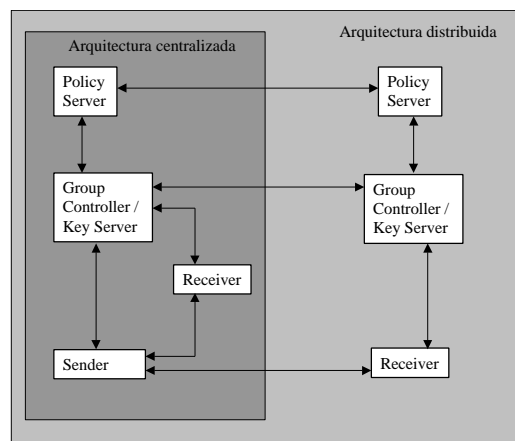 Arquitectura distribuida
Arquitectura centralizada
Policy
Server
Policy
Server
Group
Controller /
Key Server
Group
Controller /
Key Server
Receiver
Sender
Receiver